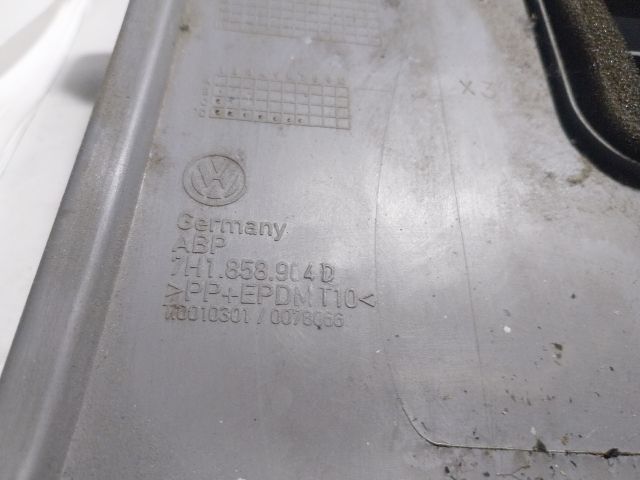 X3
VW
Germany
ABP
7H1.858.904D
>PP+EPDM T10<